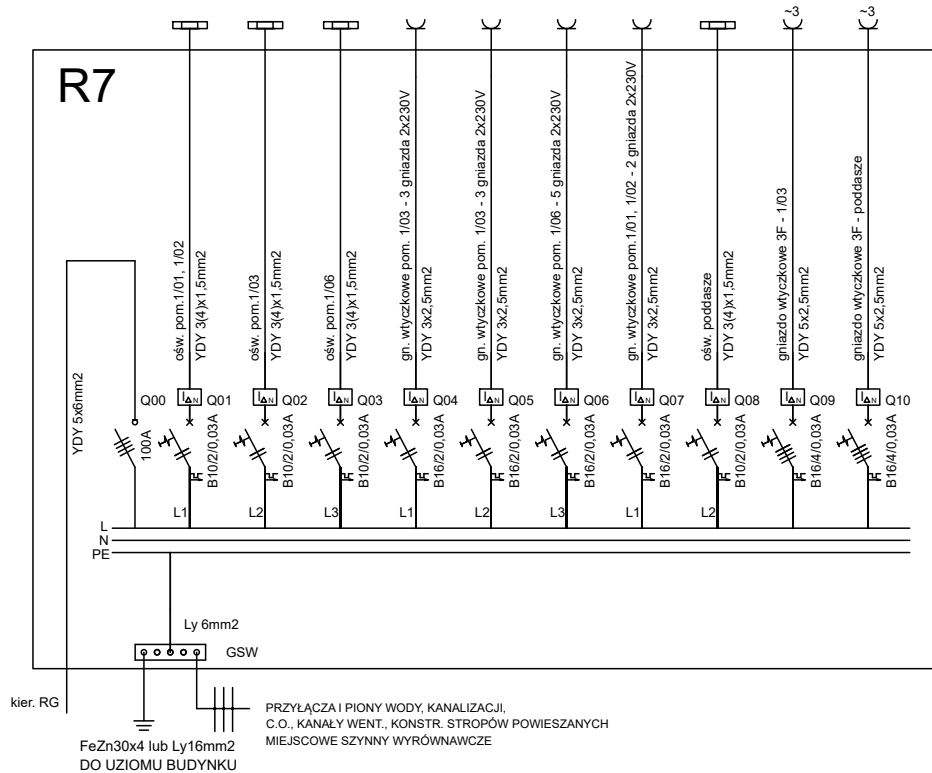 ~3
~3
R7
ośw. pom.1/01, 1/02
YDY 3(4)x1,5mm2
ośw. pom.1/03
YDY 3(4)x1,5mm2
ośw. pom.1/06
YDY 3(4)x1,5mm2
gn. wtyczkowe pom. 1/03 - 3 gniazda 2x230V
YDY 3x2,5mm2
gn. wtyczkowe pom. 1/03 - 3 gniazda 2x230V
YDY 3x2,5mm2
gn. wtyczkowe pom. 1/06 - 5 gniazda 2x230V
YDY 3x2,5mm2
gn. wtyczkowe pom.1/01, 1/02 - 2 gniazda 2x230V
YDY 3x2,5mm2
ośw. poddasze
YDY 3(4)x1,5mm2
gniazdo wtyczkowe 3F - 1/03
YDY 5x2,5mm2
gniazdo wtyczkowe 3F - poddasze
YDY 5x2,5mm2
YDY 5x6mm2
Q00
I∆N Q01
I∆N Q02
I∆N Q03
I∆N Q04
I∆N Q05
I∆N Q06
I∆N Q07
I∆N Q08
I∆N Q09
I∆N Q10
100A
B10/2/0,03A
B10/2/0,03A
B10/2/0,03A
B16/2/0,03A
B16/2/0,03A
B16/2/0,03A
B16/2/0,03A
B10/2/0,03A
B16/4/0,03A
B16/4/0,03A
L1
L2
L3
L1
L2
L3
L1
L2
L
N
PE
Ly 6mm2
GSW
kier. RG
PRZYŁĄCZA I PIONY WODY, KANALIZACJI,
C.O., KANAŁY WENT., KONSTR. STROPÓW POWIESZANYCH
MIEJSCOWE SZYNNY WYRÓWNAWCZE
FeZn30x4 lub Ly16mm2
DO UZIOMU BUDYNKU